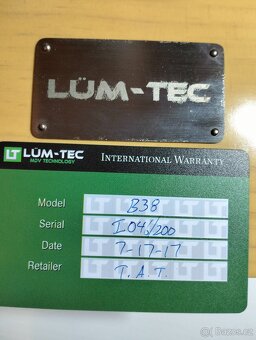 LÜM-TEC
LT LÜM-TEC
MDV TECHNOLOGY
INTERNATIONAL WARRANTY
Model B38
Serial I04/200
Date 7-17-17
Retailer T.A.T.
bazos.cz